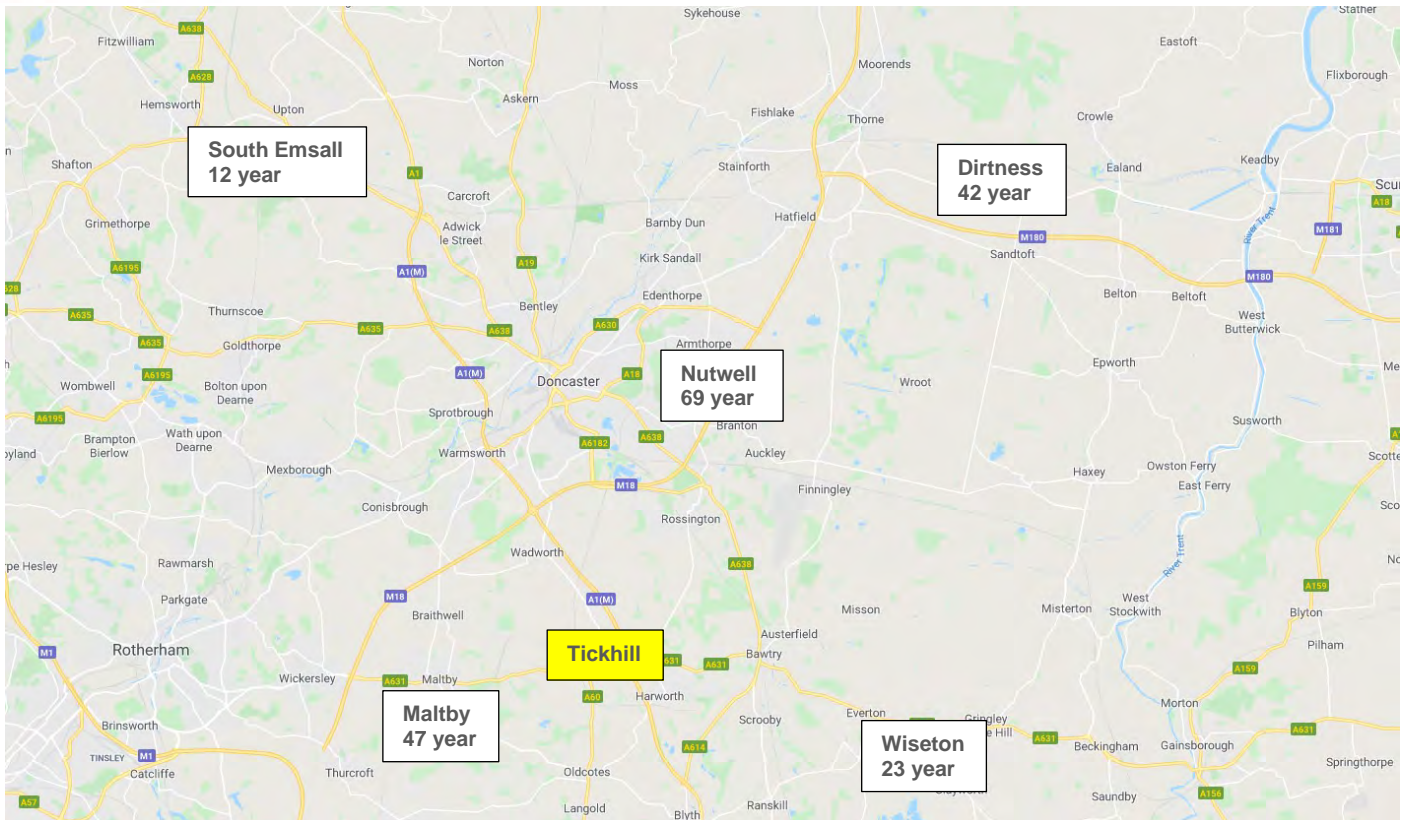 Sykehouse
Stather
A638
Fitzwilliam
Eastoft
Norton
Moorends
A628
Flixborough
Hemsworth
Askern
Moss
Upton
Fishlake
Thorne
Crowle
South Emsall
12 year
Dirtness
42 year
Shafton
Stainforth
Ealand
Keadby
A1
Carcroft
A18
Grimethorpe
Adwick
le Street
Barnby Dun
Hatfield
River Trent
M181
M180
Kirk Sandall
Sandtoft
A6195
A1(M)
A19
M180
Edenthorpe
Belton
Beltoft
Thurnscoe
Bentley
A635
A635
A638
A630
West
Butterwick
A635
Goldthorpe
Armthorpe
Nutwell
69 year
Epworth
A6195
Wombwell
Bolton upon
Dearne
A1(M)
Doncaster
A18
Wroot
A6195
Sprotbrough
Branton
Susworth
Brampton
Bierlow
Wath upon
Dearne
Warmsworth
A6182
A638
Auckley
Mexborough
Haxey
Owston Ferry
East Ferry
M18
Finningley
Conisbrough
Rossington
Wadworth
River Trent
Rawmarsh
A638
A159
Parkgate
M18
A1(M)
Braithwell
Misson
Misterton
West
Stockwith
Blyton
Austerfield
Rotherham
M1
Tickhill
A631
Bawtry
Pilham
A159
Wickersley
A631
Maltby
A60
Harworth
Maltby
47 year
Scrooby
Everton
Gringley
Hill
Morton
Wiseton
23 year
A631
Beckingham
Gainsborough
A631
Brinsworth
TINSLEY
M1
Catcliffe
Thurcroft
Oldcotes
A614
Springthorpe
A57
Langold
Blyth
Ranskill
Saundby
A156